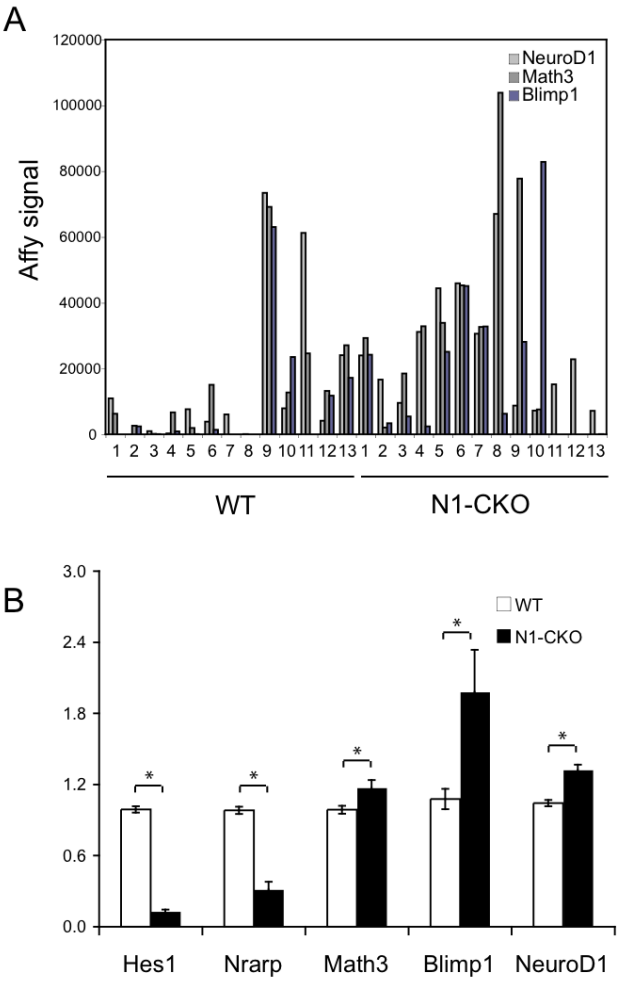 A
120000
100000
80000
60000
40000
20000
0
Affy signal
NeuroD1
Math3
Blimp1
1 2 3 4 5 6 7 8 9 10 11 12 13 1 2 3 4 5 6 7 8 9 10 11 12 13
WT N1-CKO
B
3.0
2.4
1.8
1.2
0.6
0.0
WT
N1-CKO
* * * * *
Hes1 Nrarp Math3 Blimp1 NeuroD1